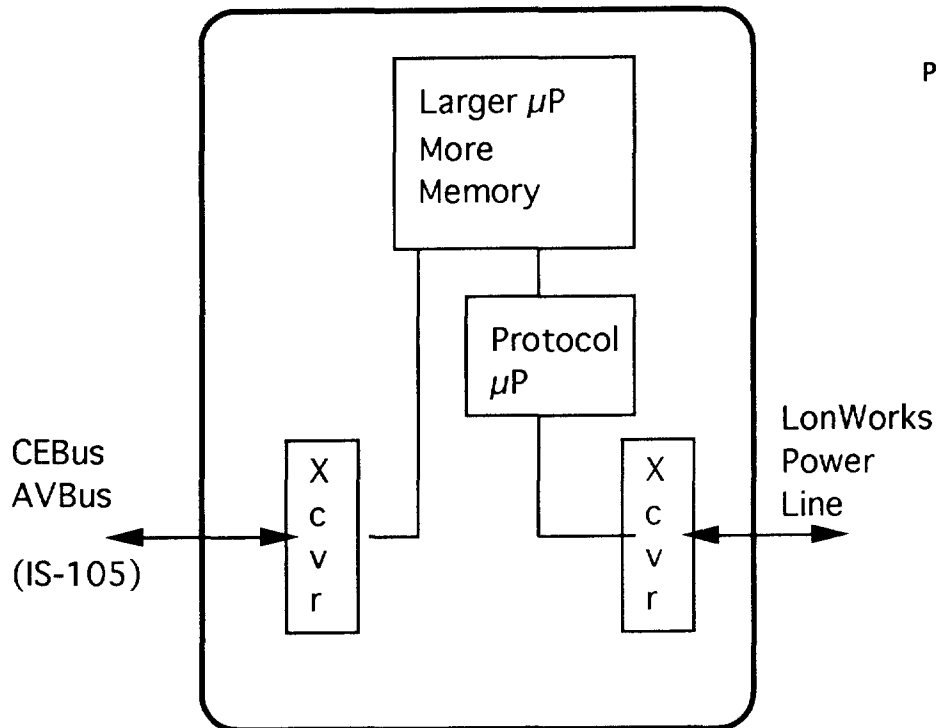 P
Larger µP
More
Memory
Protocol
µP
CEBus
AVBus
(IS-105)
X
c
v
r
X
c
v
r
LonWorks
Power
Line